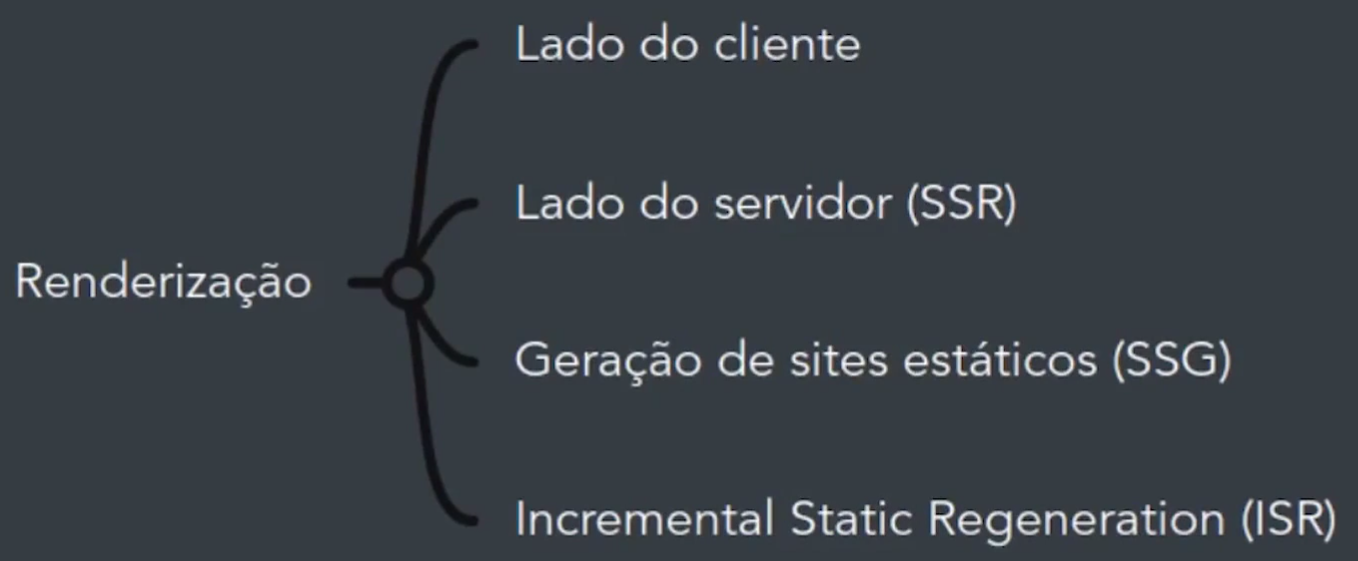 Lado do cliente
Lado do servidor (SSR)
Renderização
Geração de sites estáticos (SSG)
Incremental Static Regeneration (ISR)